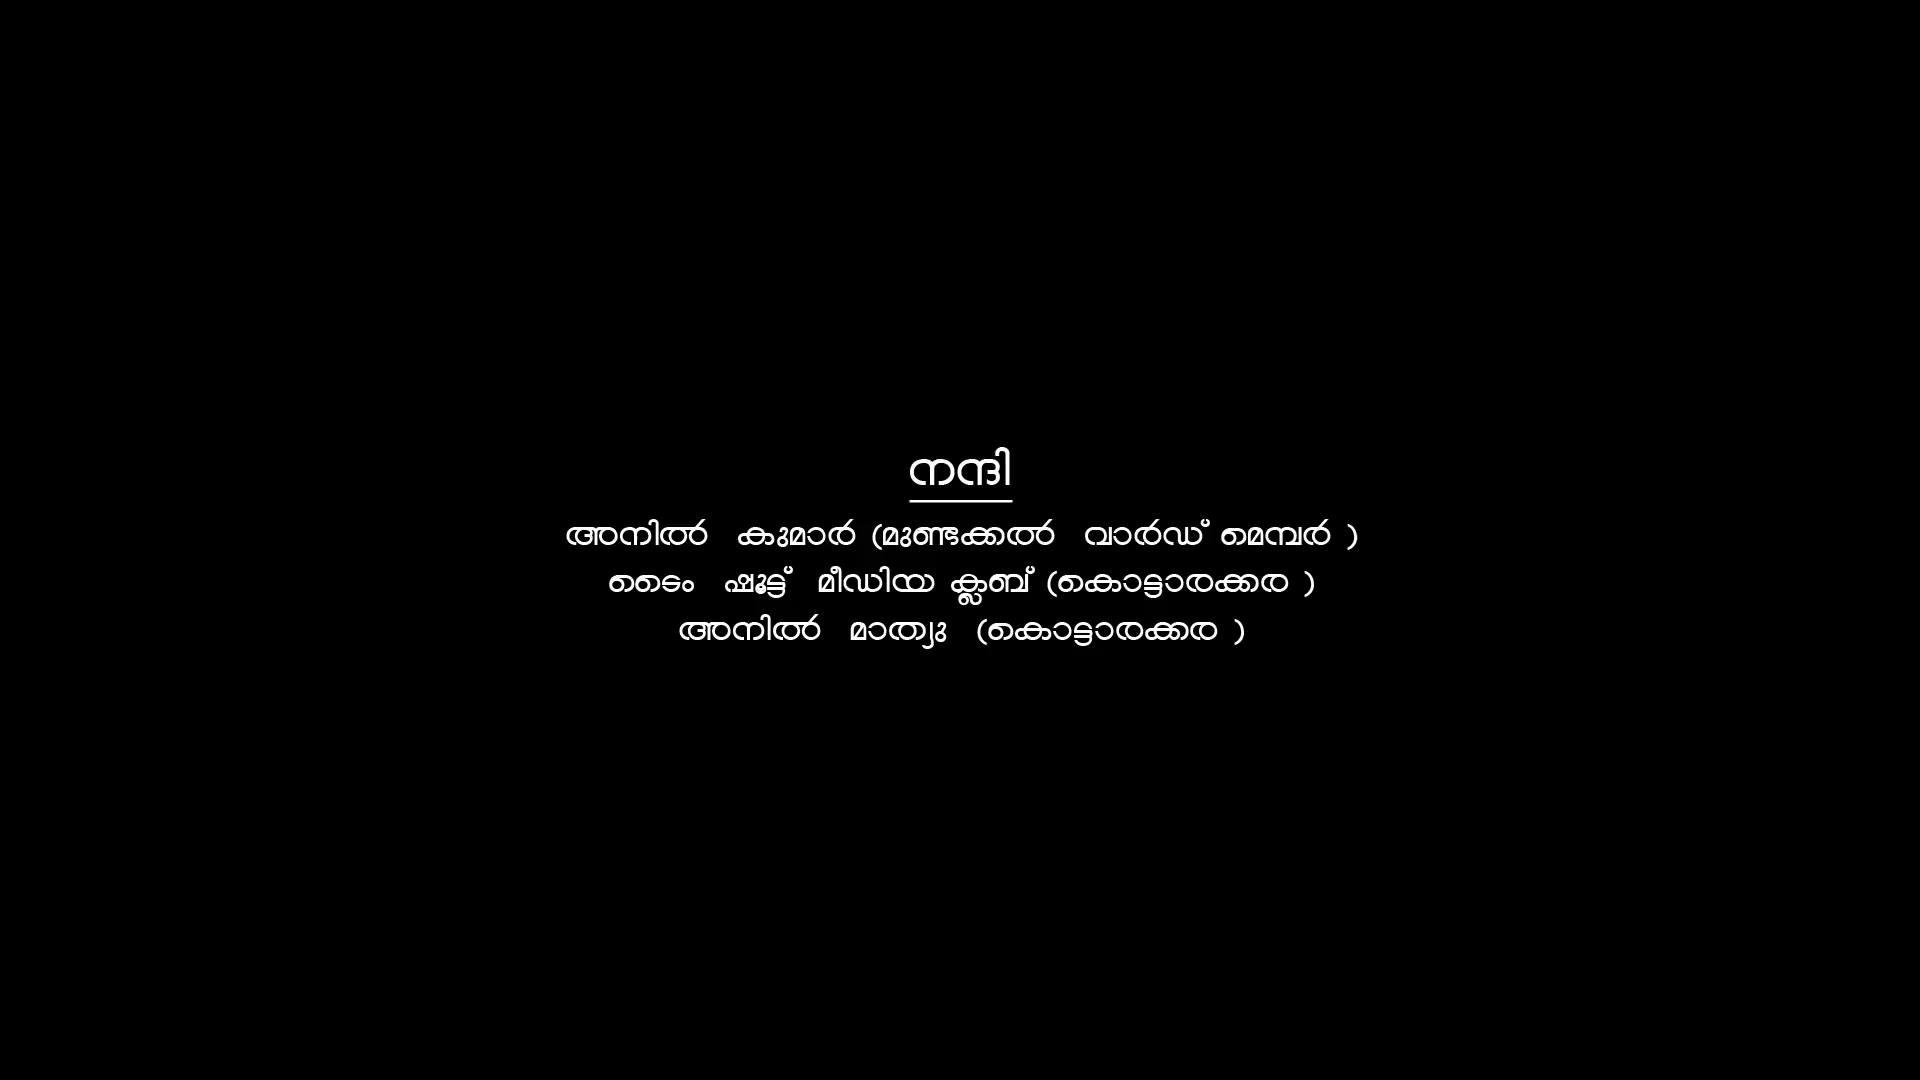 നന്ദി
അനിൽ കുമാർ (മുണ്ടക്കൽ വാർഡ് മെമ്പർ )
ടൈം ഷൂട്ട് മീഡിയ ക്ലബ് (കൊട്ടാരക്കര )
അനിൽ മാത്യു (കൊട്ടാരക്കര )